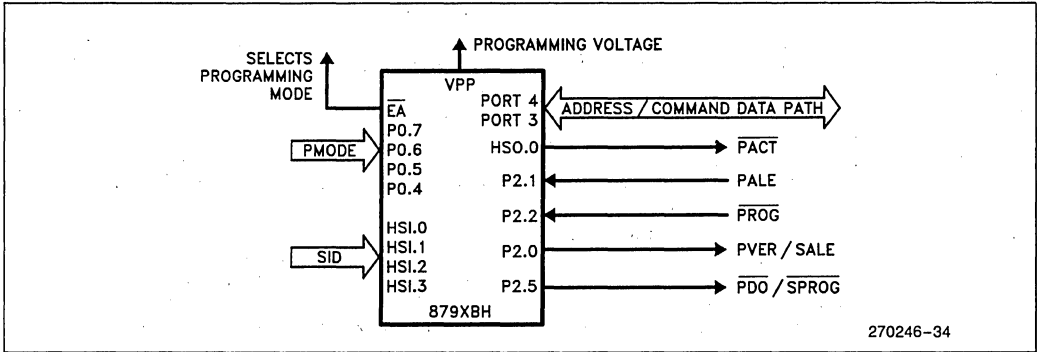 PROGRAMMING VOLTAGE
SELECTS
PROGRAMMING
MODE
VPP
EA
P0.7
P0.6
P0.5
P0.4
PMODE
HSI.0
HSI.1
HSI.2
HSI.3
SID
PORT 4
PORT 3
ADDRESS / COMMAND DATA PATH
HSO.0
PACT
P2.1
PALE
P2.2
PROG
P2.0
PVER / SALE
P2.5
PDO / SPROG
879XBH
270246-34